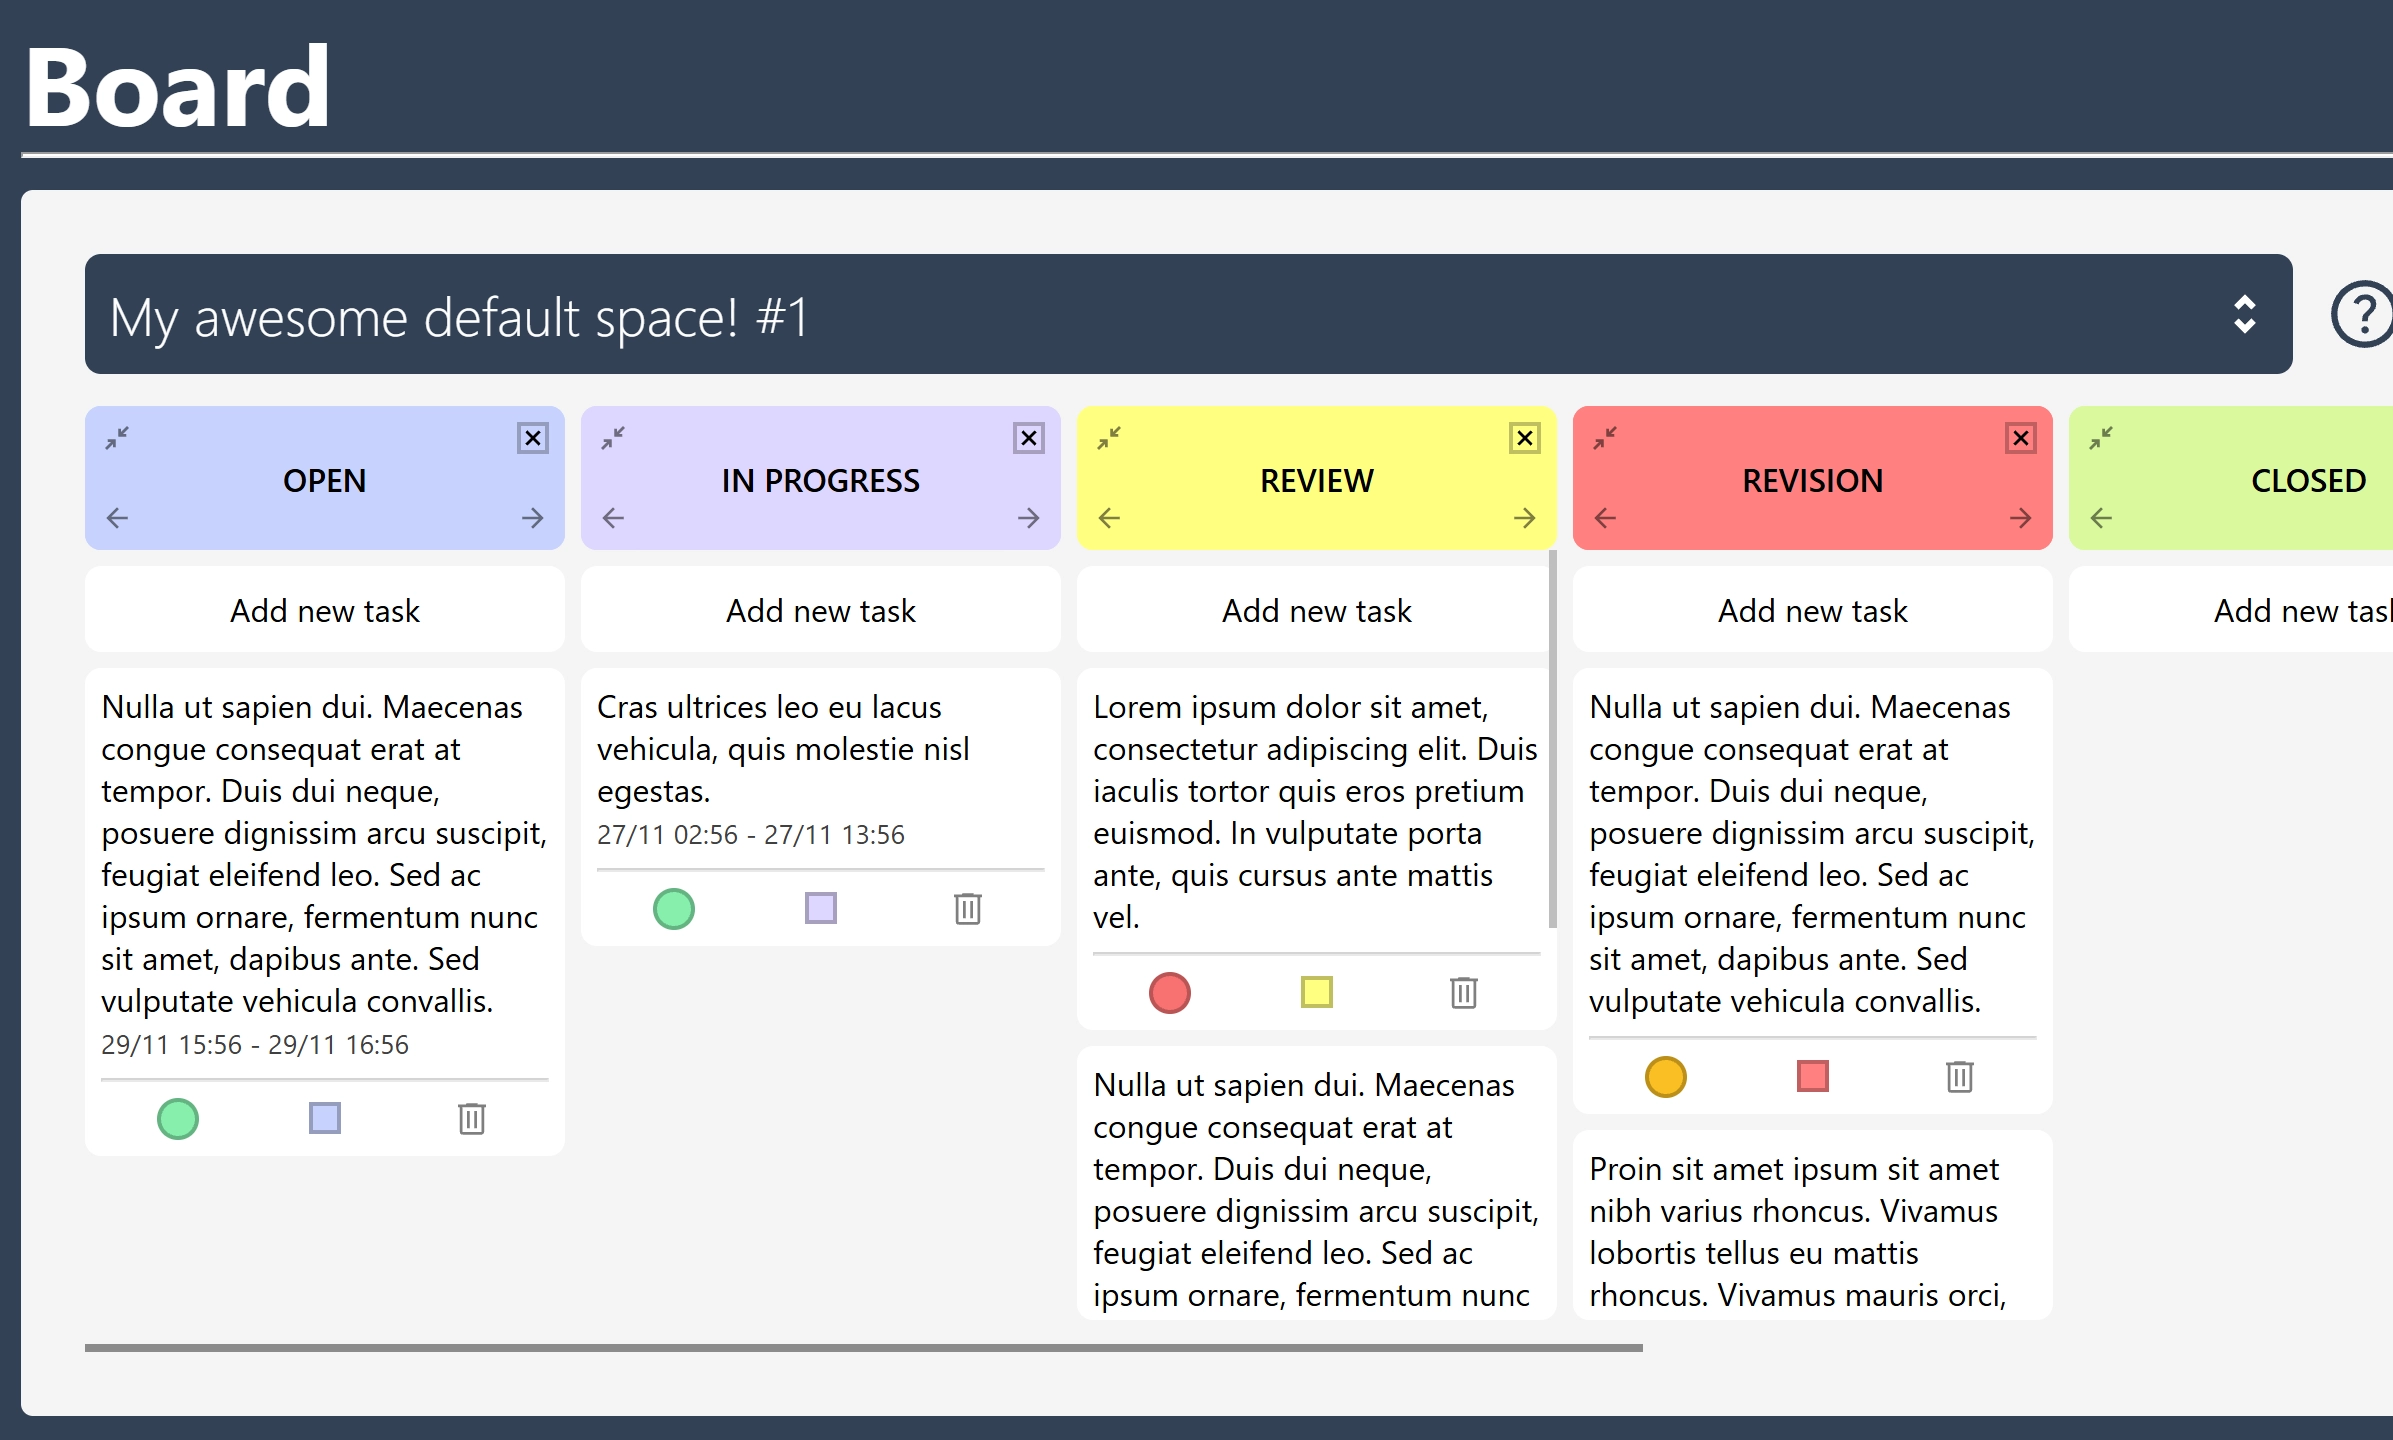 Board
My awesome default space! #1
?
OPEN
IN PROGRESS
REVIEW
REVISION
CLOSED
Add new task
Add new task
Add new task
Add new task
Add new task
Nulla ut sapien dui. Maecenas
congue consequat erat at
tempor. Duis dui neque,
posuere dignissim arcu suscipit,
feugiat eleifend leo. Sed ac
ipsum ornare, fermentum nunc
sit amet, dapibus ante. Sed
vulputate vehicula convallis.
29/11 15:56 - 29/11 16:56
Cras ultrices leo eu lacus
vehicula, quis molestie nisl
egestas.
27/11 02:56 - 27/11 13:56
Lorem ipsum dolor sit amet,
consectetur adipiscing elit. Duis
iaculis tortor quis eros pretium
euismod. In vulputate porta
ante, quis cursus ante mattis
vel.
Nulla ut sapien dui. Maecenas
congue consequat erat at
tempor. Duis dui neque,
posuere dignissim arcu suscipit,
feugiat eleifend leo. Sed ac
ipsum ornare, fermentum nunc
Nulla ut sapien dui. Maecenas
congue consequat erat at
tempor. Duis dui neque,
posuere dignissim arcu suscipit,
feugiat eleifend leo. Sed ac
ipsum ornare, fermentum nunc
sit amet, dapibus ante. Sed
vulputate vehicula convallis.
Proin sit amet ipsum sit amet
nibh varius rhoncus. Vivamus
lobortis tellus eu mattis
rhoncus. Vivamus mauris orci,